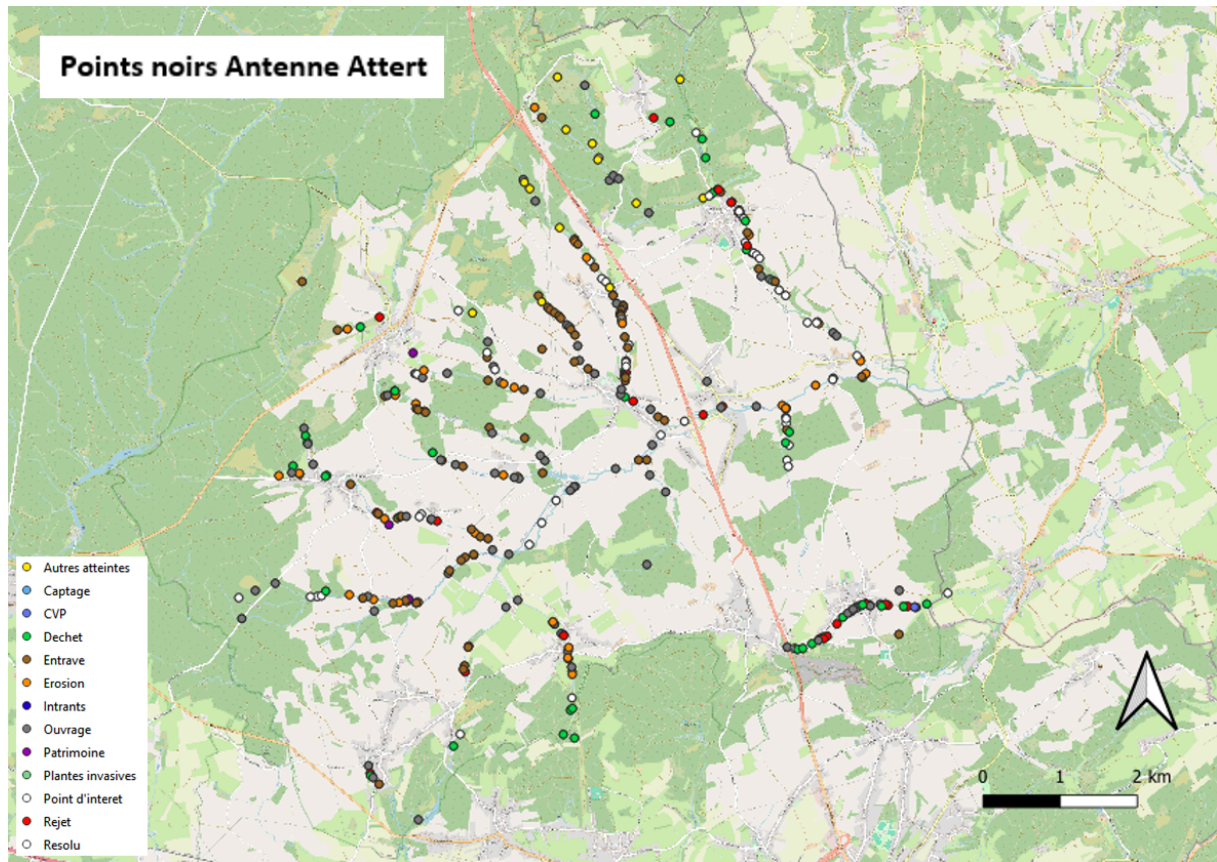 Points noirs Antenne Attert
Autres atteintes
Captage
CVP
Dechet
Entrave
Erosion
Intrants
Ouvrage
Patrimoine
Plantes invasives
Point d'interet
Rejet
Resolu
0 1 2 km